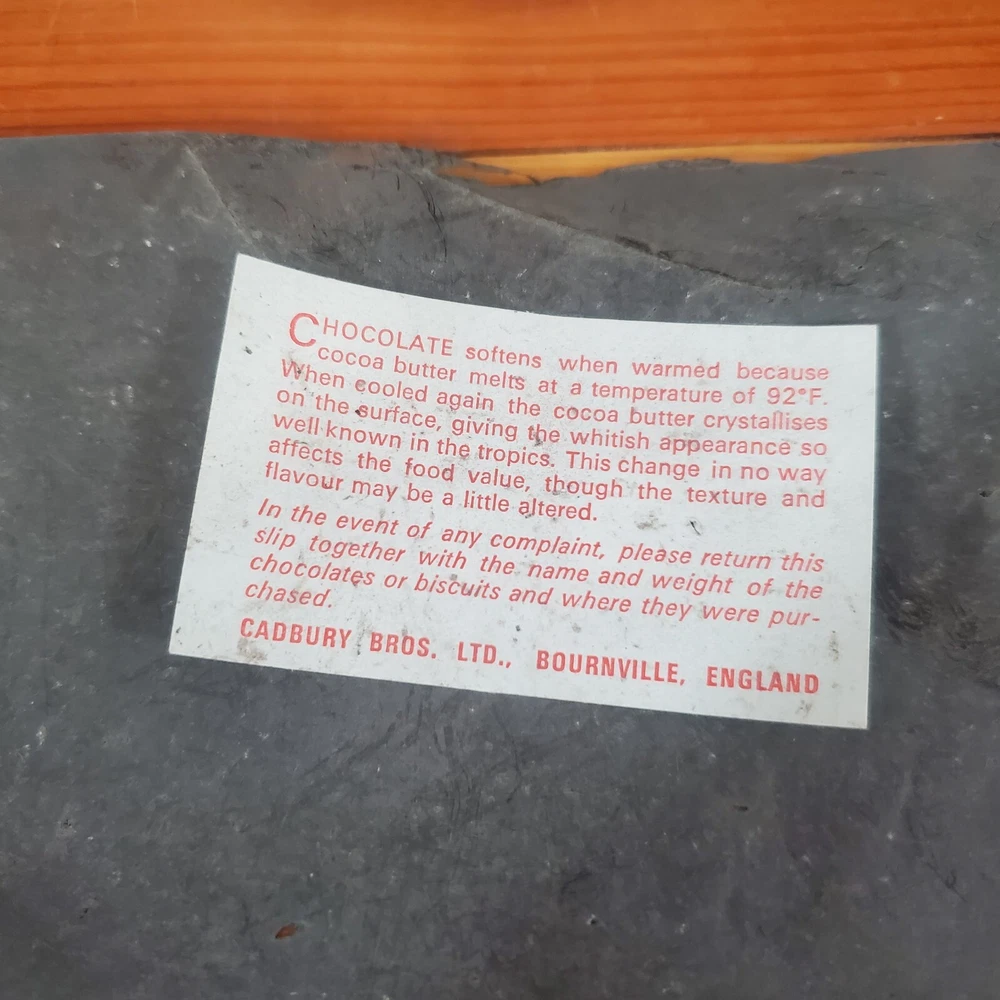 CHOCOLATE softens when warmed because
cocoa butter melts at a temperature of 92°F.
When cooled again the cocoa butter crystallises
on the surface, giving the whitish appearance so
well known in the tropics. This change in no way
affects the food value, though the texture and
flavour may be a little altered.
In the event of any complaint, please return this
slip together with the name and weight of the
chocolates or biscuits and where they were pur-
chased.
CADBURY BROS. LTD., BOURNVILLE, ENGLAND